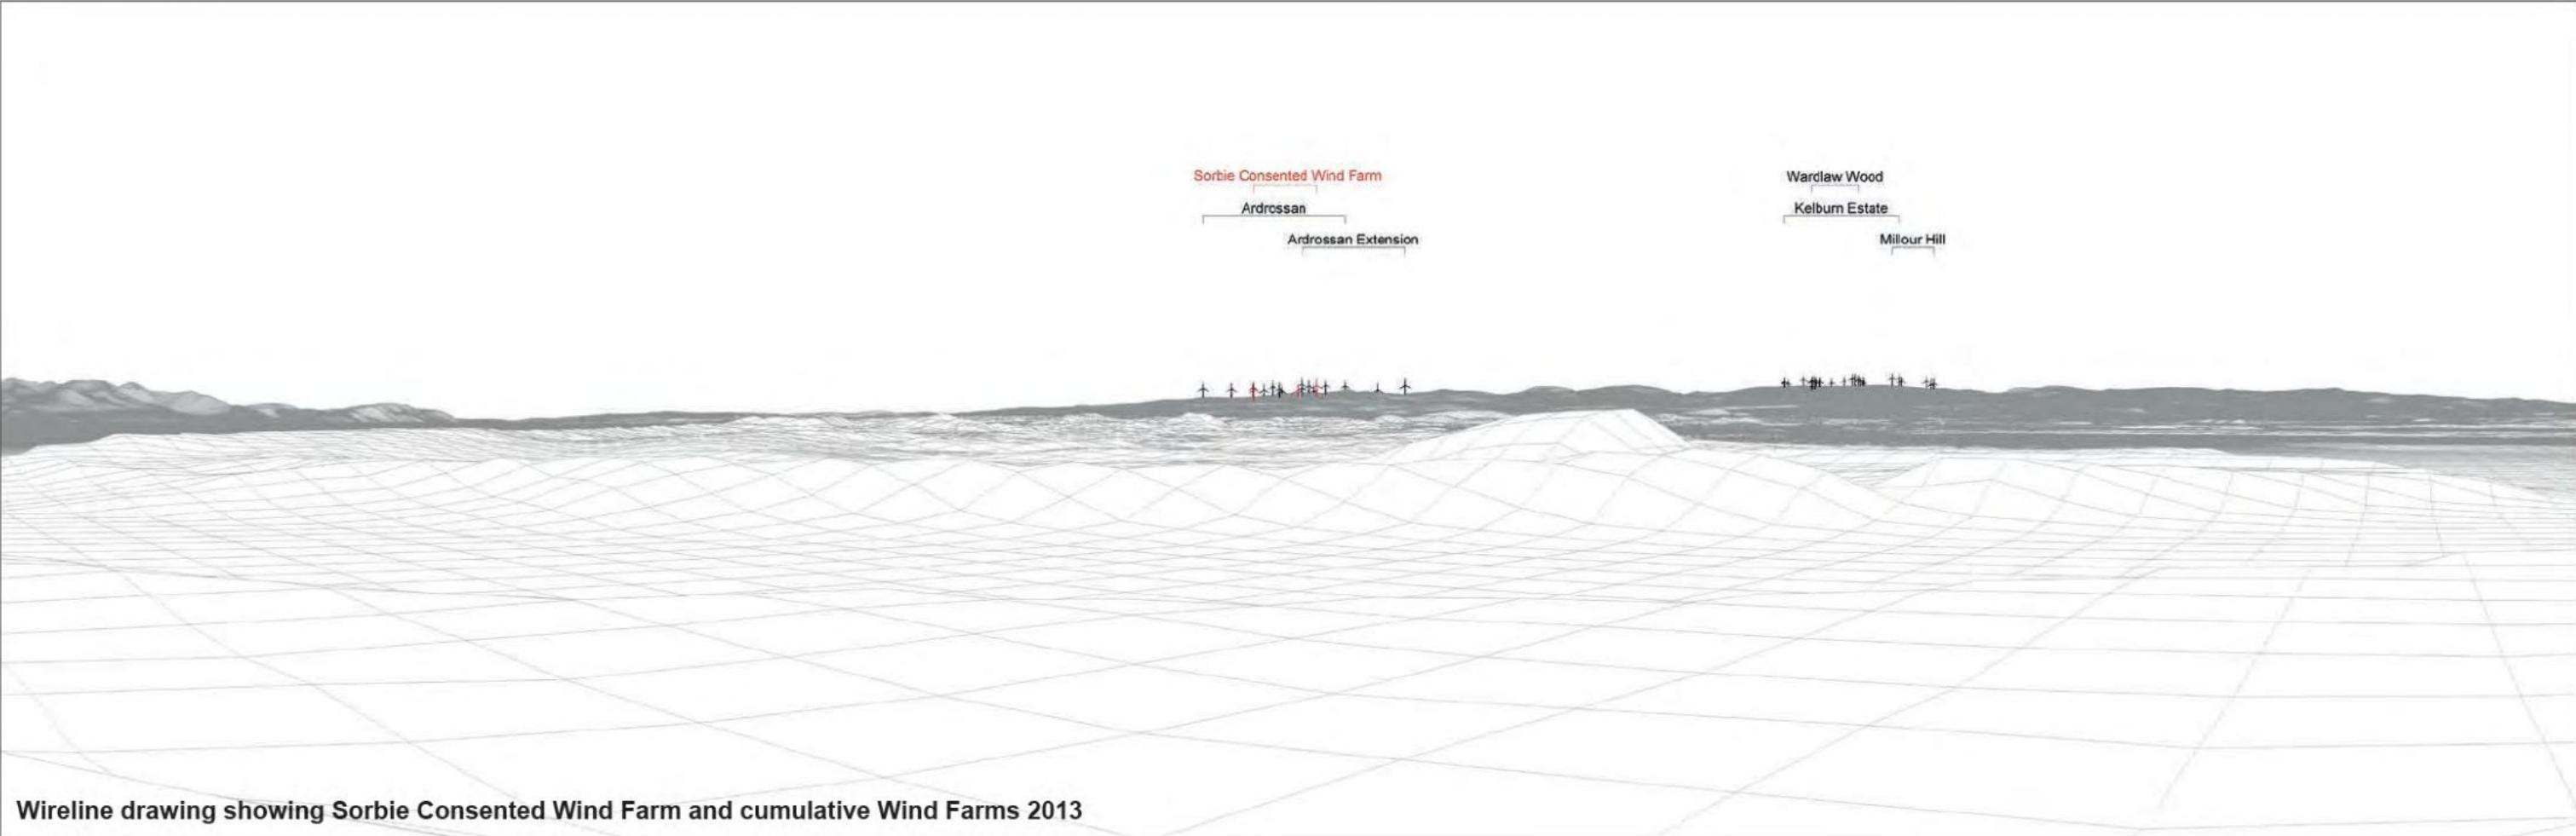 Sorbie Consented Wind Farm
Ardrossan
Ardrossan Extension
Wardlaw Wood
Kelburn Estate
Millour Hill
Wireline drawing showing Sorbie Consented Wind Farm and cumulative Wind Farms 2013